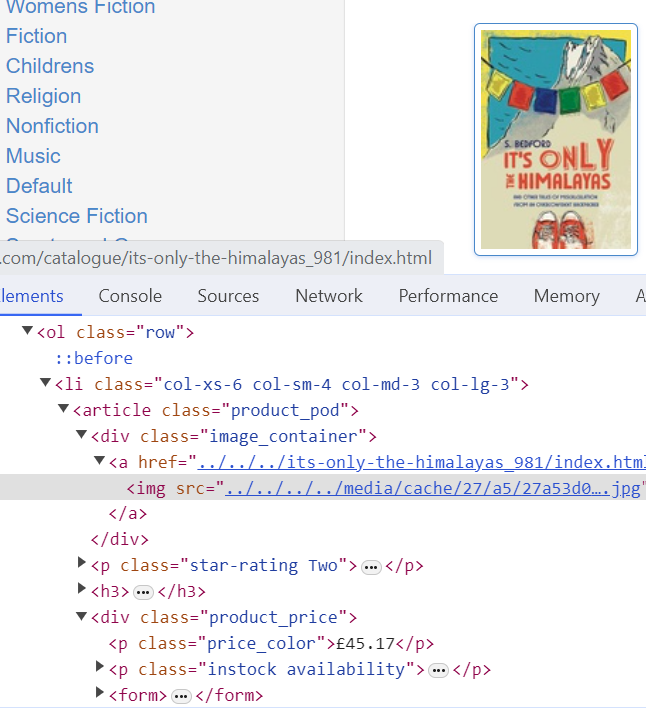 Womens Fiction
Fiction
Childrens
Religion
Nonfiction
Music
Default
Science Fiction
S. BEDFORD
IT'S ONLY
THE HIMALAYAS
AND OTHER TALES OF MISCALCULATION
FROM AN OVERCONFIDENT BACKPACKER
.com/catalogue/its-only-the-himalayas_981/index.html
lements Console Sources Network Performance Memory A
<ol class="row">
::before
<li class="col-xs-6 col-sm-4 col-md-3 col-lg-3">
<article class="product_pod">
<div class="image_container">
<a href="../../../its-only-the-himalayas_981/index.html
<img src="../../../../media/cache/27/a5/27a53d0….jpg"
</a>
</div>
<p class="star-rating Two">…</p>
<h3>…</h3>
<div class="product_price">
<p class="price_color">£45.17</p>
<p class="instock availability">…</p>
<form>…</form>